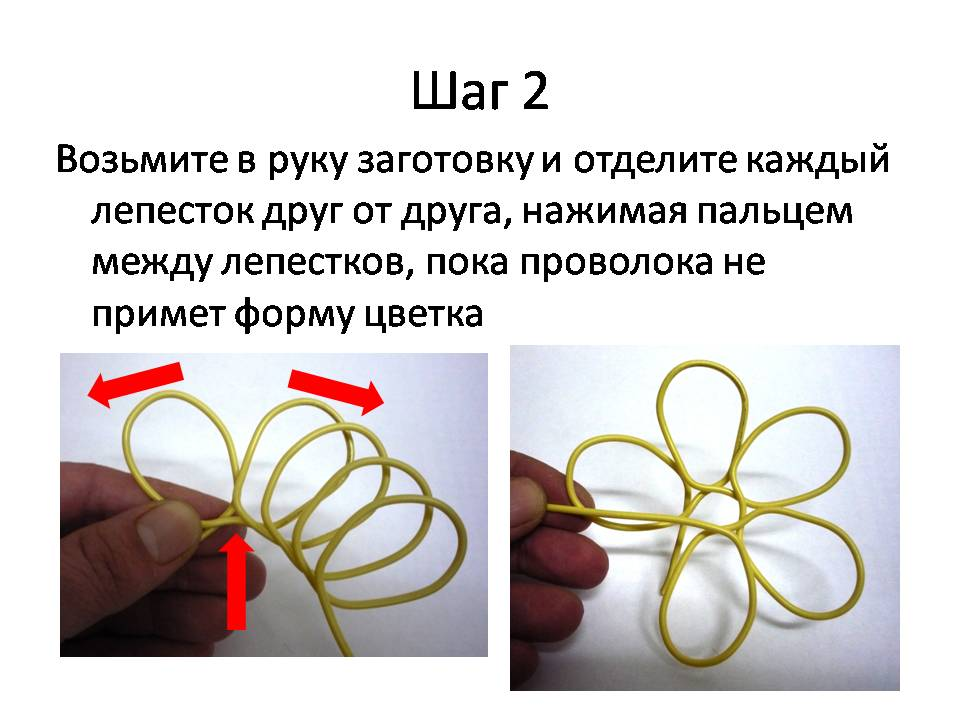 Шаг 2
Возьмите в руку заготовку и отделите каждый
лепесток друг от друга, нажимая пальцем
между лепестков, пока проволока не
примет форму цветка